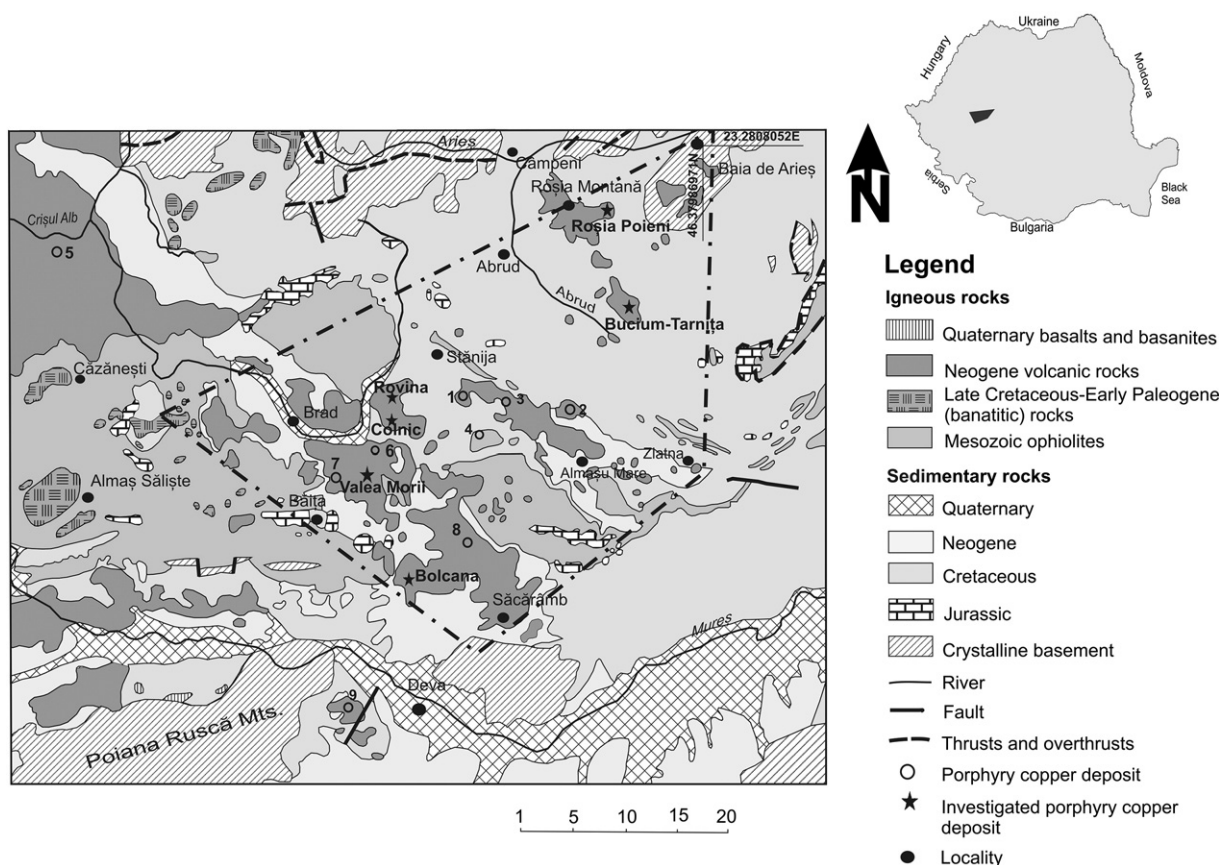 Ukraine
Hungary
Moldova
Serbia
Black
Sea
Bulgaria
N
23.2808052E
46.37986971N
Arieș
Câmpeni
Baia de Arieș
Roșia Montană
Roșia Poieni
Crișul Alb
5
Abrud
Abrud
Bucium-Tarnița
Stănija
Căzănești
Rovina
1
3
2
Brad
Colnic
4
6
7
Zlatna
Almașu Mare
Valea Morii
Almaș Săliște
Băița
8
Bolcana
Săcărâmb
Mureș
Deva
9
Poiana Ruscă Mts.
1 5 10 15 20
Legend
Igneous rocks
Quaternary basalts and basanites
Neogene volcanic rocks
Late Cretaceous-Early Paleogene
(banatitic) rocks
Mesozoic ophiolites
Sedimentary rocks
Quaternary
Neogene
Cretaceous
Jurassic
Crystalline basement
River
Fault
Thrusts and overthrusts
Porphyry copper deposit
Investigated porphyry copper
deposit
Locality